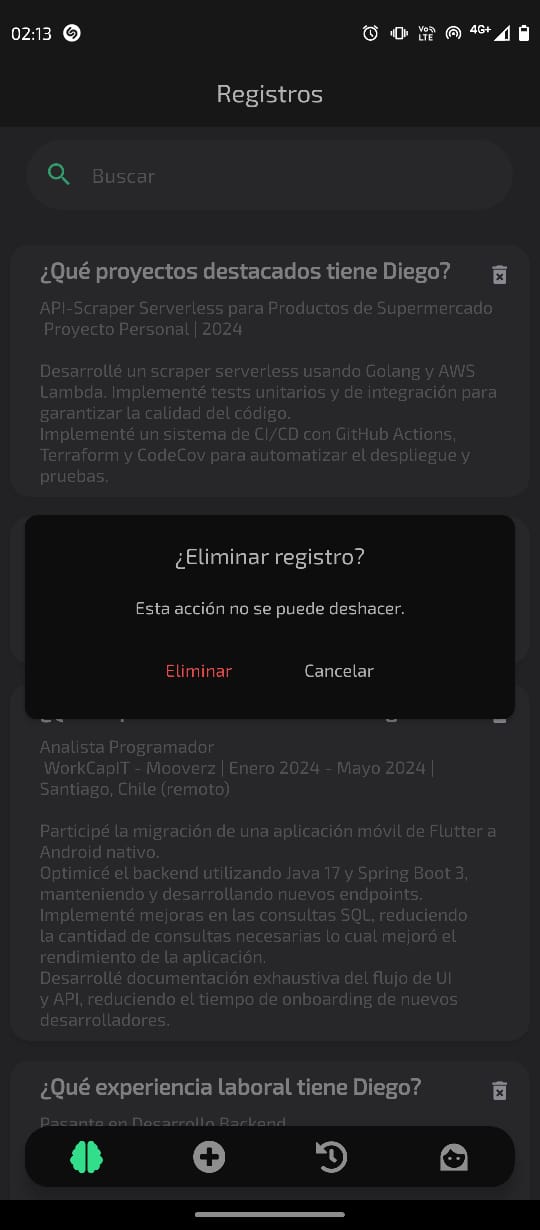 02:13
Vo))
LTE
4G+
Registros
Buscar
¿Qué proyectos destacados tiene Diego?
API-Scraper Serverless para Productos de Supermercado
Proyecto Personal | 2024
Desarrollé un scraper serverless usando Golang y AWS
Lambda. Implementé tests unitarios y de integración para
garantizar la calidad del código.
Implementé un sistema de CI/CD con GitHub Actions,
Terraform y CodeCov para automatizar el despliegue y
pruebas.
¿Eliminar registro?
Esta acción no se puede deshacer.
Eliminar
Cancelar
Analista Programador
WorkCapIT - Mooverz | Enero 2024 - Mayo 2024 |
Santiago, Chile (remoto)
Participé la migración de una aplicación móvil de Flutter a
Android nativo.
Optimicé el backend utilizando Java 17 y Spring Boot 3,
manteniendo y desarrollando nuevos endpoints.
Implementé mejoras en las consultas SQL, reduciendo
la cantidad de consultas necesarias lo cual mejoró el
rendimiento de la aplicación.
Desarrollé documentación exhaustiva del flujo de UI
y API, reduciendo el tiempo de onboarding de nuevos
desarrolladores.
¿Qué experiencia laboral tiene Diego?
Pasante en Desarrollo Backend